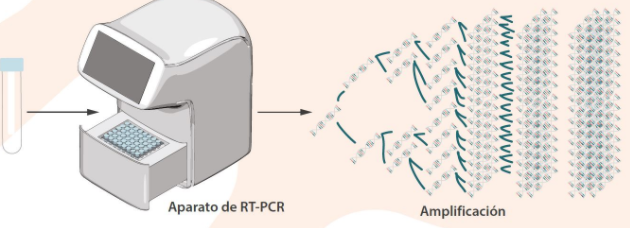 Aparato de RT-PCR
Amplificación